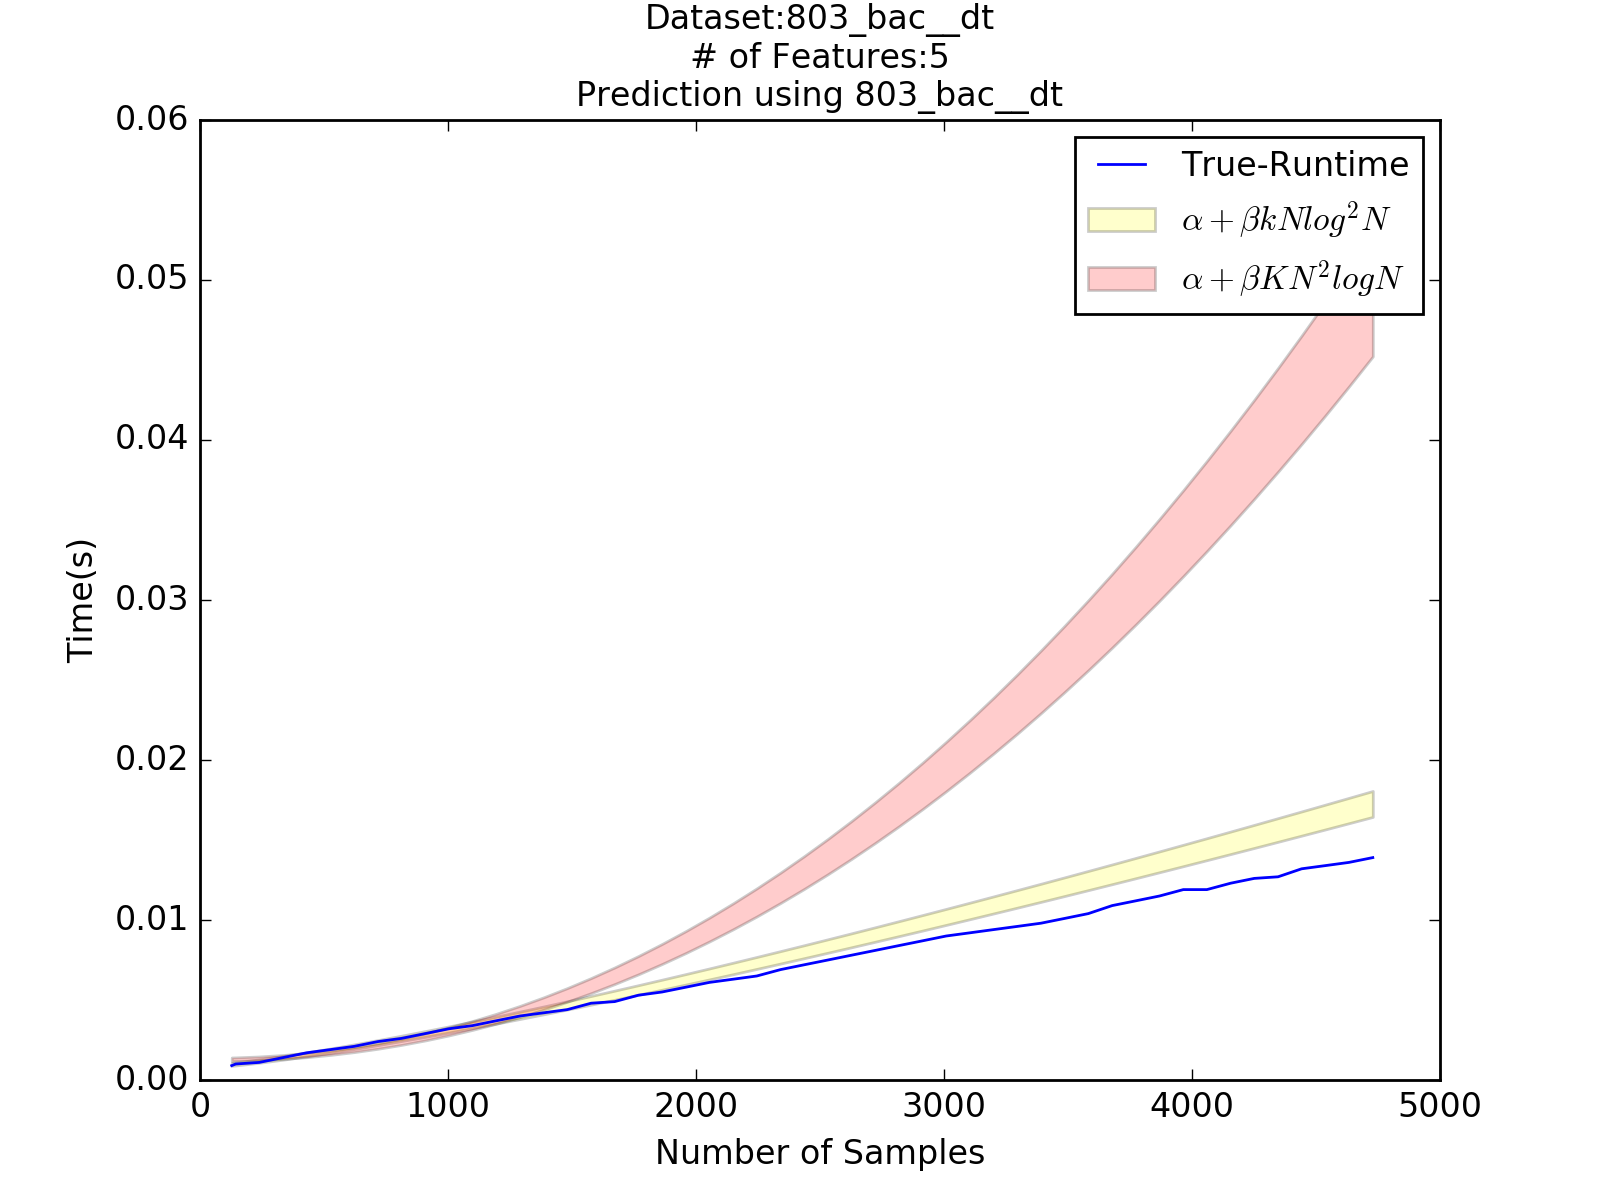 Dataset:803_bac__dt
# of Features:5
Prediction using 803_bac__dt
0.06
0.05
0.04
0.03
0.02
0.01
0.00
Time(s)
True-Runtime
α + βkNlog²N
α + βKN²logN
0 1000 2000 3000 4000 5000
Number of Samples